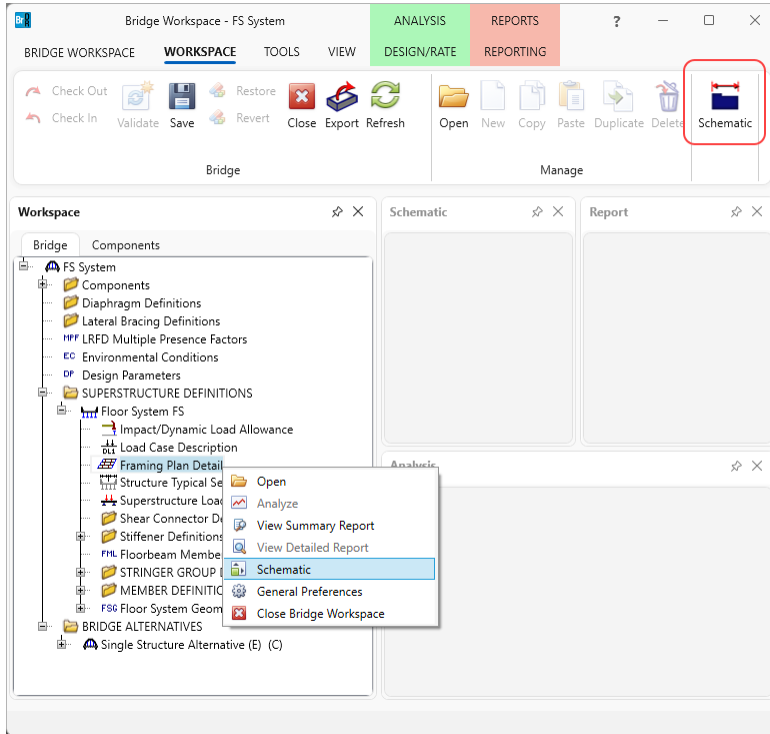 Br
Bridge Workspace - FS System
ANALYSIS
REPORTS
?
BRIDGE WORKSPACE
WORKSPACE
TOOLS
VIEW
DESIGN/RATE
REPORTING
Check Out
Check In
Validate
Save
Restore
Revert
Close
Export
Refresh
Open
New
Copy
Paste
Duplicate
Delete
Schematic
Bridge
Manage
Workspace
Schematic
Report
Bridge
Components
FS System
Components
Diaphragm Definitions
Lateral Bracing Definitions
MPF LRFD Multiple Presence Factors
EC Environmental Conditions
DP Design Parameters
SUPERSTRUCTURE DEFINITIONS
Floor System FS
Impact/Dynamic Load Allowance
DL1 Load Case Description
Framing Plan Detail
Structure Typical Se
Superstructure Loa
Shear Connector De
Stiffener Definitions
FML Floorbeam Membe
STRINGER GROUP D
MEMBER DEFINITIO
FSG Floor System Geom
BRIDGE ALTERNATIVES
Single Structure Alternative (E) (C)
Analysis
Open
Analyze
View Summary Report
View Detailed Report
Schematic
General Preferences
Close Bridge Workspace